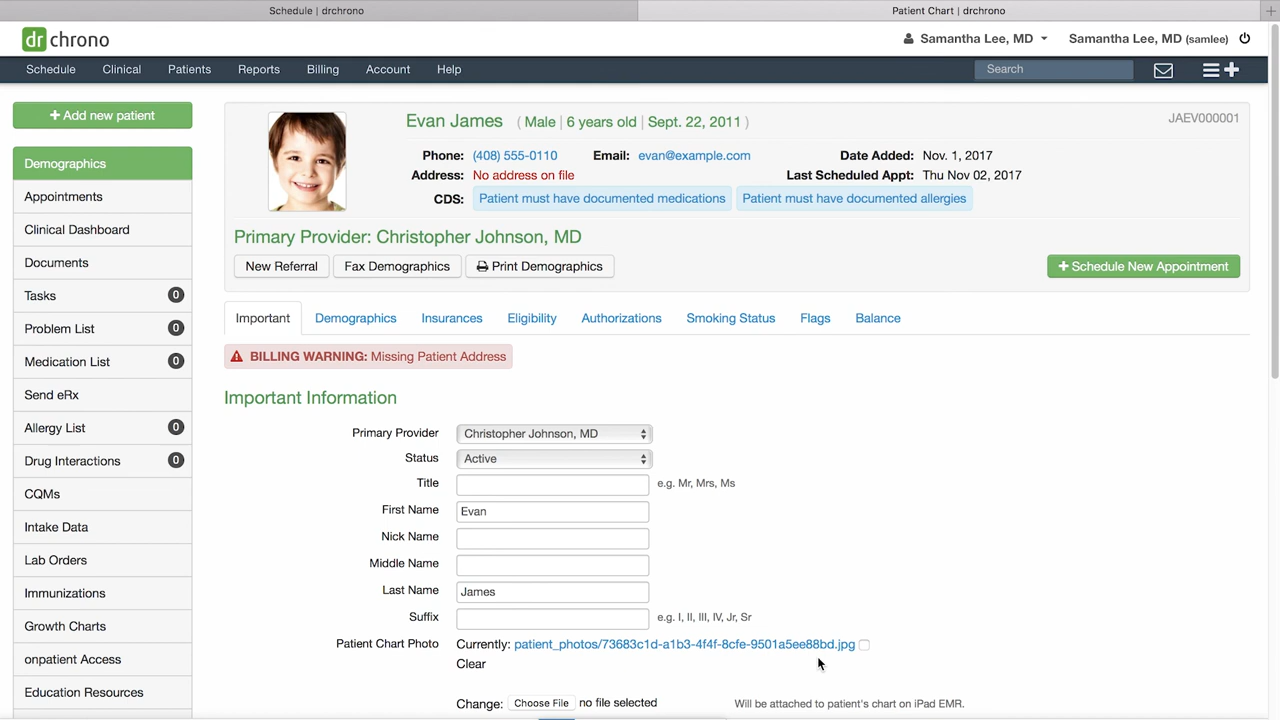 Schedule | drchrono
Patient Chart | drchrono
dr chrono
Samantha Lee, MD
Samantha Lee, MD (samlee)
Schedule Clinical Patients Reports Billing Account Help
Search
+ Add new patient
Demographics
Appointments
Clinical Dashboard
Documents
Tasks 0
Problem List 0
Medication List 0
Send eRx
Allergy List 0
Drug Interactions 0
CQMs
Intake Data
Lab Orders
Immunizations
Growth Charts
onpatient Access
Education Resources
Evan James ( Male | 6 years old | Sept. 22, 2011 )
JAEV000001
Phone: (408) 555-0110 Email: evan@example.com Date Added: Nov. 1, 2017
Address: No address on file Last Scheduled Appt: Thu Nov 02, 2017
CDS: Patient must have documented medications Patient must have documented allergies
Primary Provider: Christopher Johnson, MD
New Referral Fax Demographics Print Demographics + Schedule New Appointment
Important Demographics Insurances Eligibility Authorizations Smoking Status Flags Balance
BILLING WARNING: Missing Patient Address
Important Information
Primary Provider Christopher Johnson, MD
Status Active
Title e.g. Mr, Mrs, Ms
First Name Evan
Nick Name
Middle Name
Last Name James
Suffix e.g. I, II, III, IV, Jr, Sr
Patient Chart Photo Currently: patient_photos/73683c1d-a1b3-4f4f-8cfe-9501a5ee88bd.jpg
Clear
Change: Choose File no file selected Will be attached to patient's chart on iPad EMR.